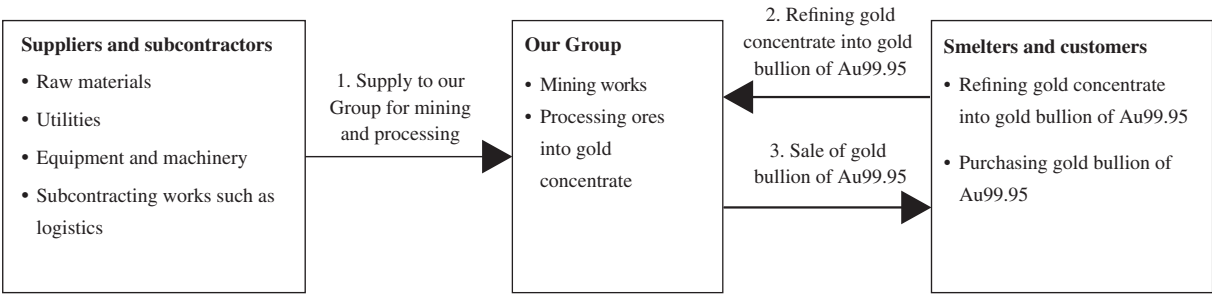 Suppliers and subcontractors
• Raw materials
• Utilities
• Equipment and machinery
• Subcontracting works such as
logistics
1. Supply to our
Group for mining
and processing
Our Group
• Mining works
• Processing ores
into gold
concentrate
2. Refining gold
concentrate into gold
bullion of Au99.95
3. Sale of gold
bullion of Au99.95
Smelters and customers
• Refining gold concentrate
into gold bullion of Au99.95
• Purchasing gold bullion of
Au99.95